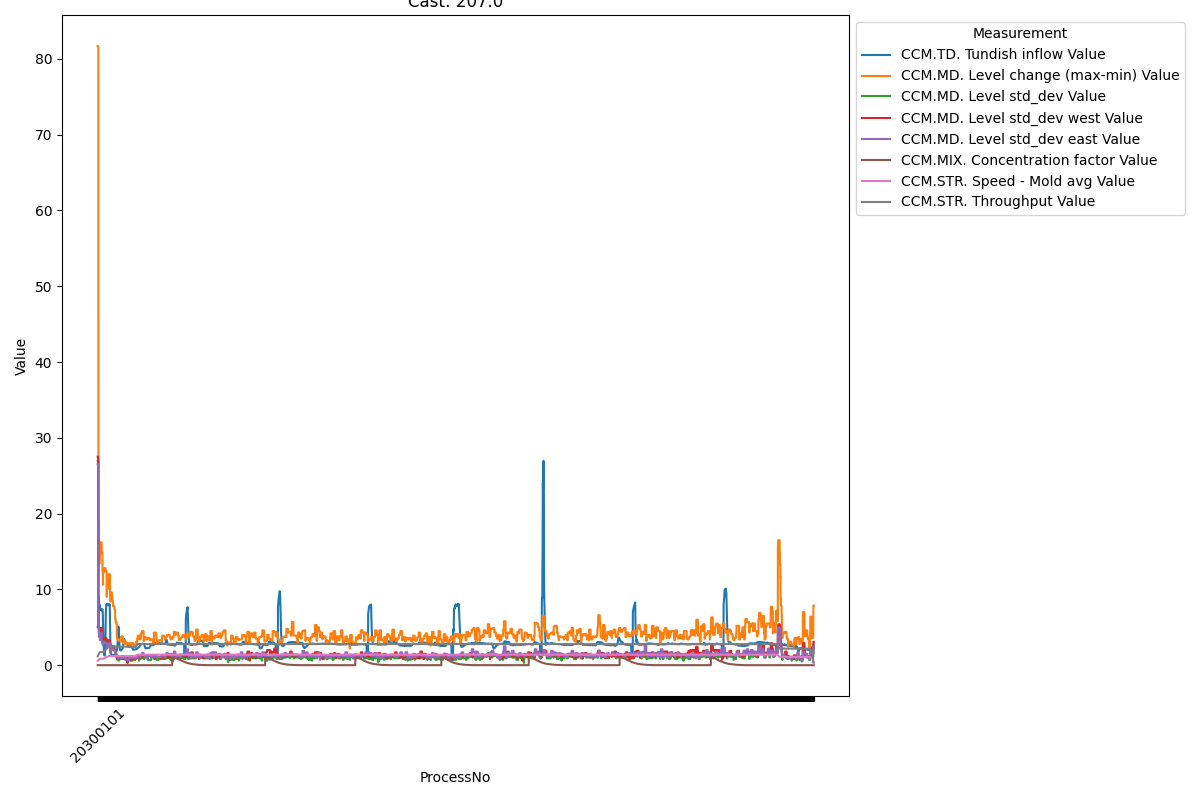 Cast: 207.0
Measurement
CCM.TD. Tundish inflow Value
CCM.MD. Level change (max-min) Value
CCM.MD. Level std_dev Value
CCM.MD. Level std_dev west Value
CCM.MD. Level std_dev east Value
CCM.MIX. Concentration factor Value
CCM.STR. Speed - Mold avg Value
CCM.STR. Throughput Value
80
70
60
50
40
30
20
10
0
Value
20300101
ProcessNo